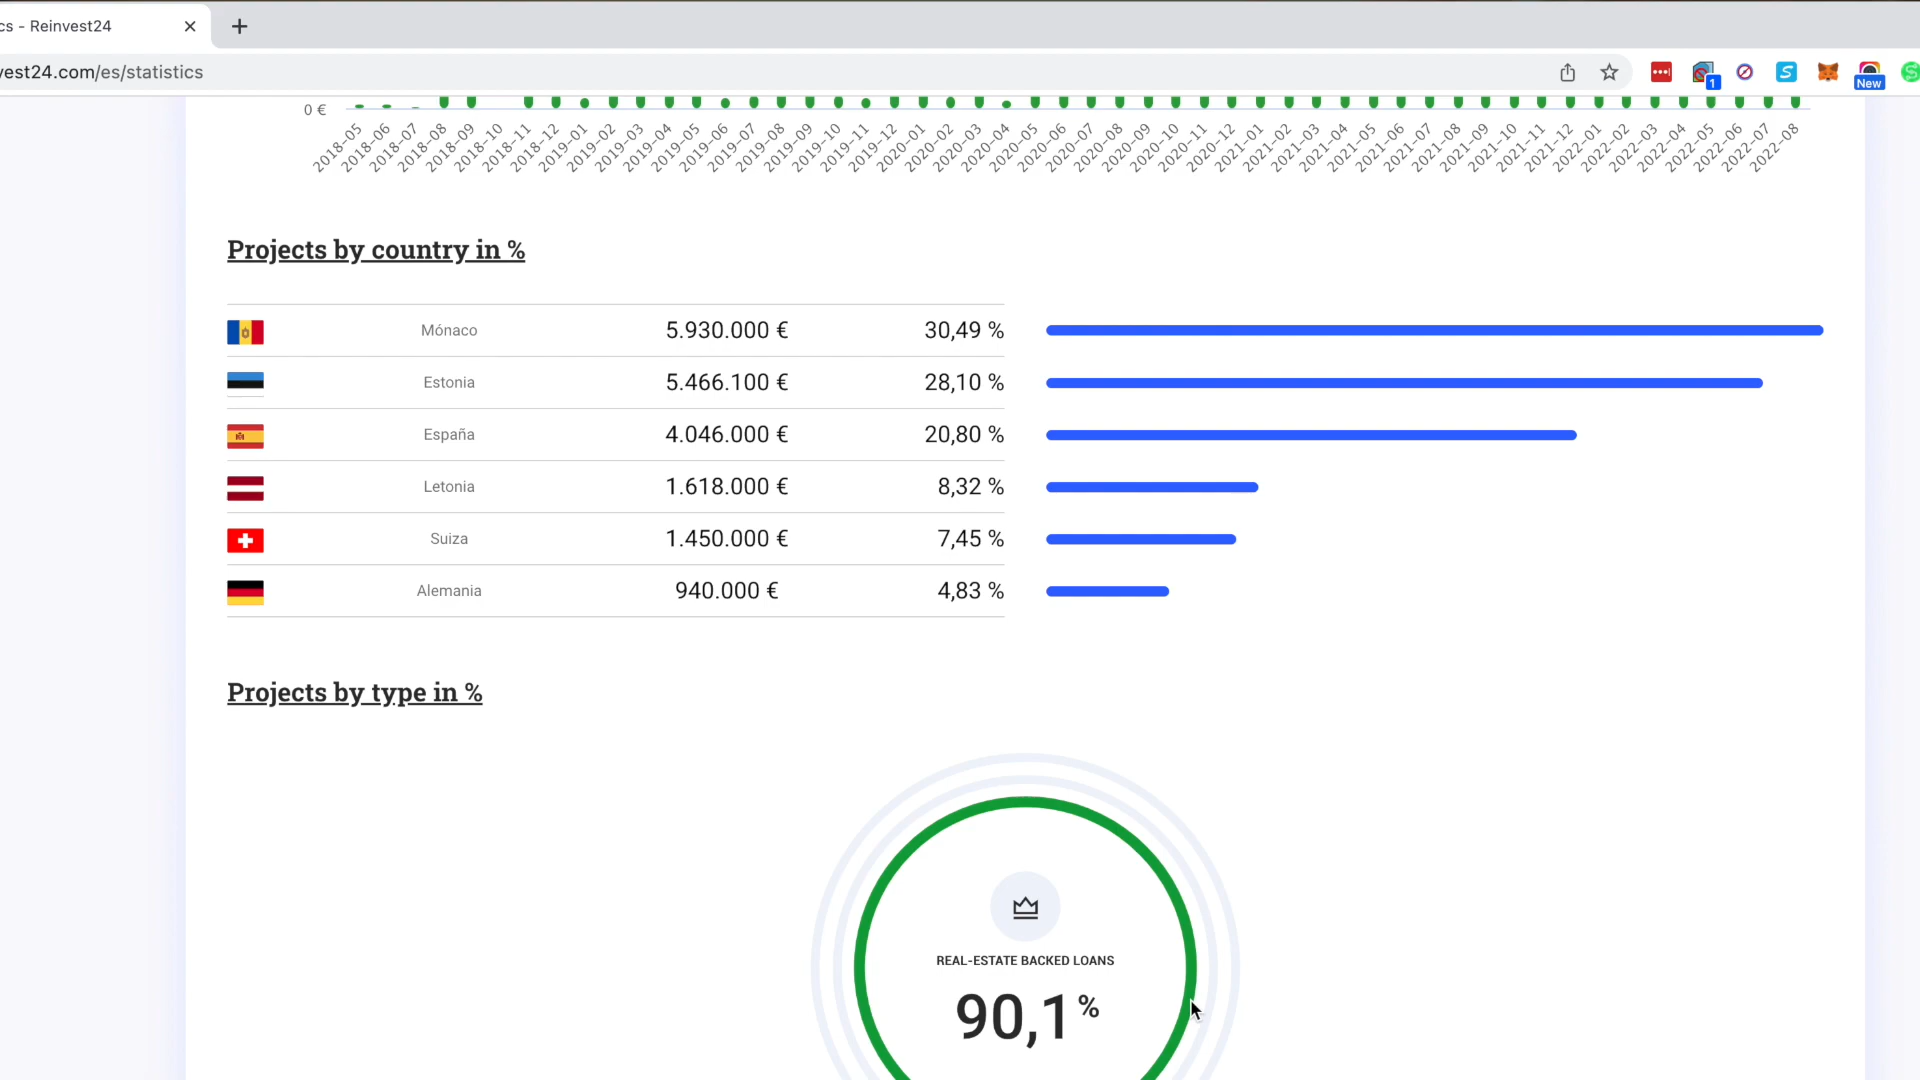 cs - Reinvest24
vest24.com/es/statistics
1
New
0 €
2018-05 2018-06 2018-07 2018-08 2018-09 2018-10 2018-11 2018-12 2019-01 2019-02 2019-03 2019-04 2019-05 2019-06 2019-07 2019-08 2019-09 2019-10 2019-11 2019-12 2020-01 2020-02 2020-03 2020-04 2020-05 2020-06 2020-07 2020-08 2020-09 2020-10 2020-11 2020-12 2021-01 2021-02 2021-03 2021-04 2021-05 2021-06 2021-07 2021-08 2021-09 2021-10 2021-11 2021-12 2022-01 2022-02 2022-03 2022-04 2022-05 2022-06 2022-07 2022-08
Projects by country in %
Mónaco 5.930.000 € 30,49 %
Estonia 5.466.100 € 28,10 %
España 4.046.000 € 20,80 %
Letonia 1.618.000 € 8,32 %
Suiza 1.450.000 € 7,45 %
Alemania 940.000 € 4,83 %
Projects by type in %
REAL-ESTATE BACKED LOANS
90,1 %